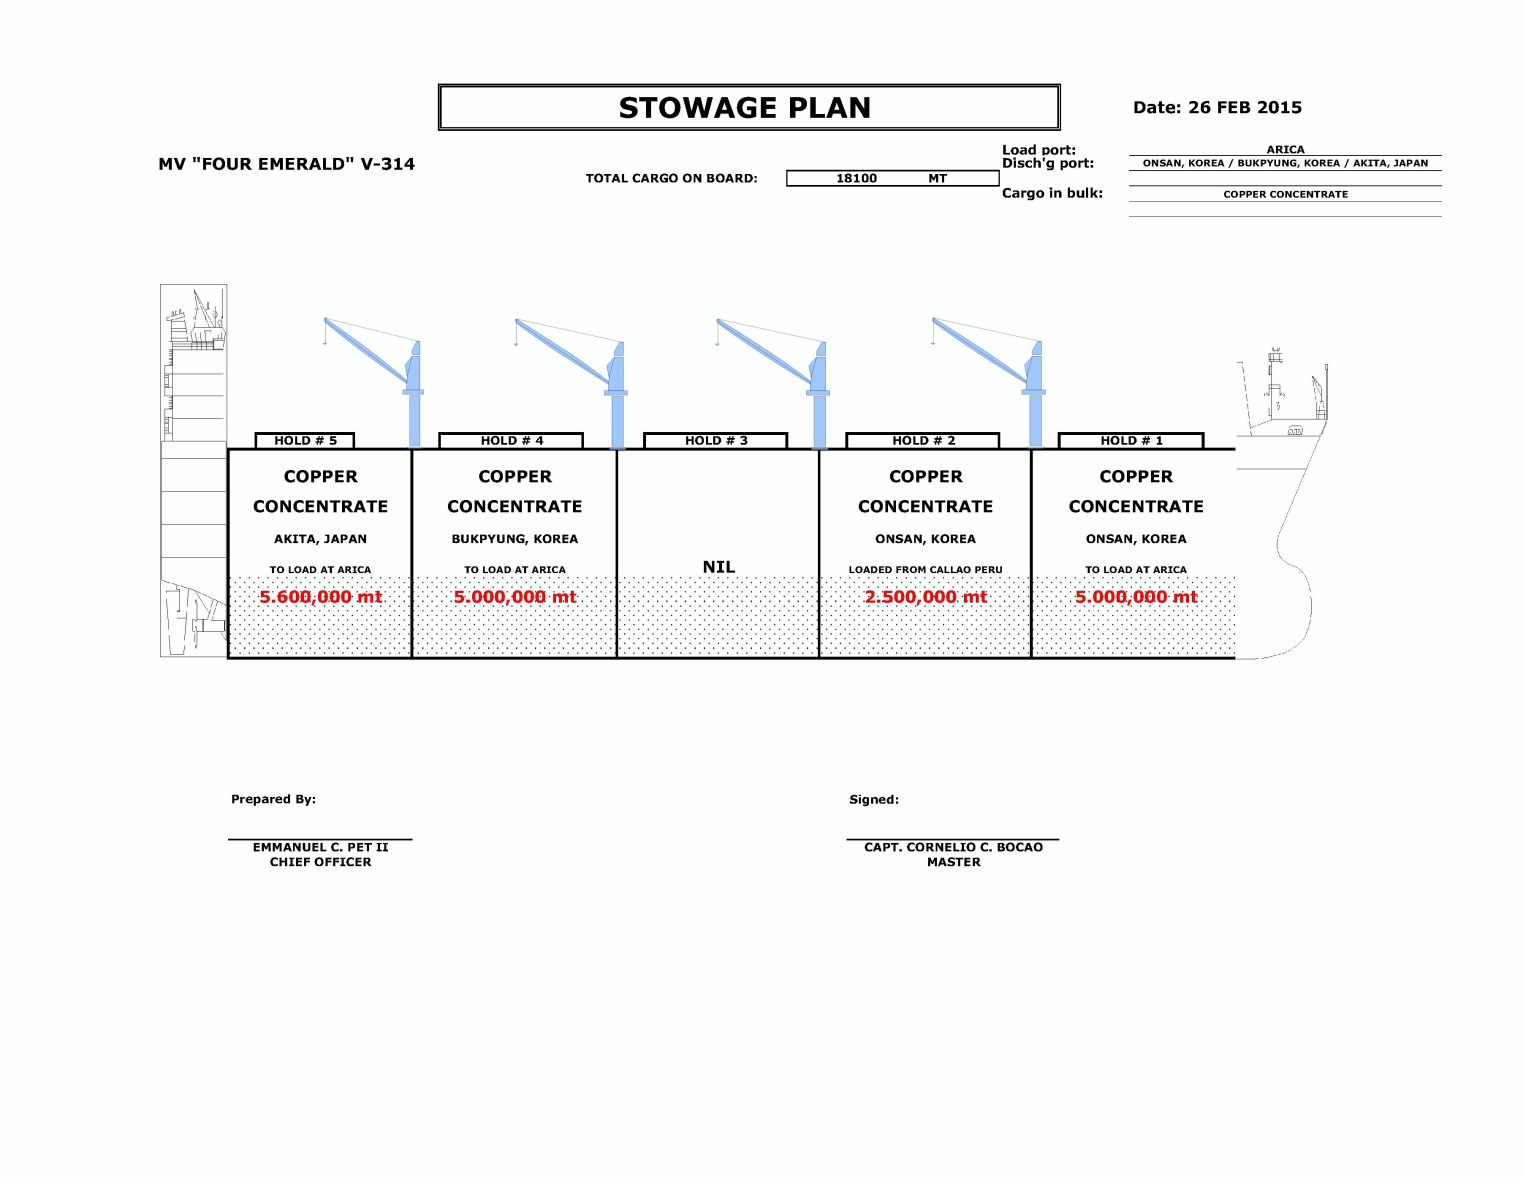 STOWAGE PLAN
Date: 26 FEB 2015
MV "FOUR EMERALD" V-314
Load port: ARICA
Disch'g port: ONSAN, KOREA / BUKPYUNG, KOREA / AKITA, JAPAN
TOTAL CARGO ON BOARD: 18100 MT
Cargo in bulk: COPPER CONCENTRATE
HOLD # 5 HOLD # 4 HOLD # 3 HOLD # 2 HOLD # 1
COPPER COPPER COPPER COPPER
CONCENTRATE CONCENTRATE CONCENTRATE CONCENTRATE
AKITA, JAPAN BUKPYUNG, KOREA ONSAN, KOREA ONSAN, KOREA
TO LOAD AT ARICA TO LOAD AT ARICA NIL LOADED FROM CALLAO PERU TO LOAD AT ARICA
5.600,000 mt 5.000,000 mt 2.500,000 mt 5.000,000 mt
Prepared By: Signed:
EMMANUEL C. PET II CAPT. CORNELIO C. BOCAO
CHIEF OFFICER MASTER